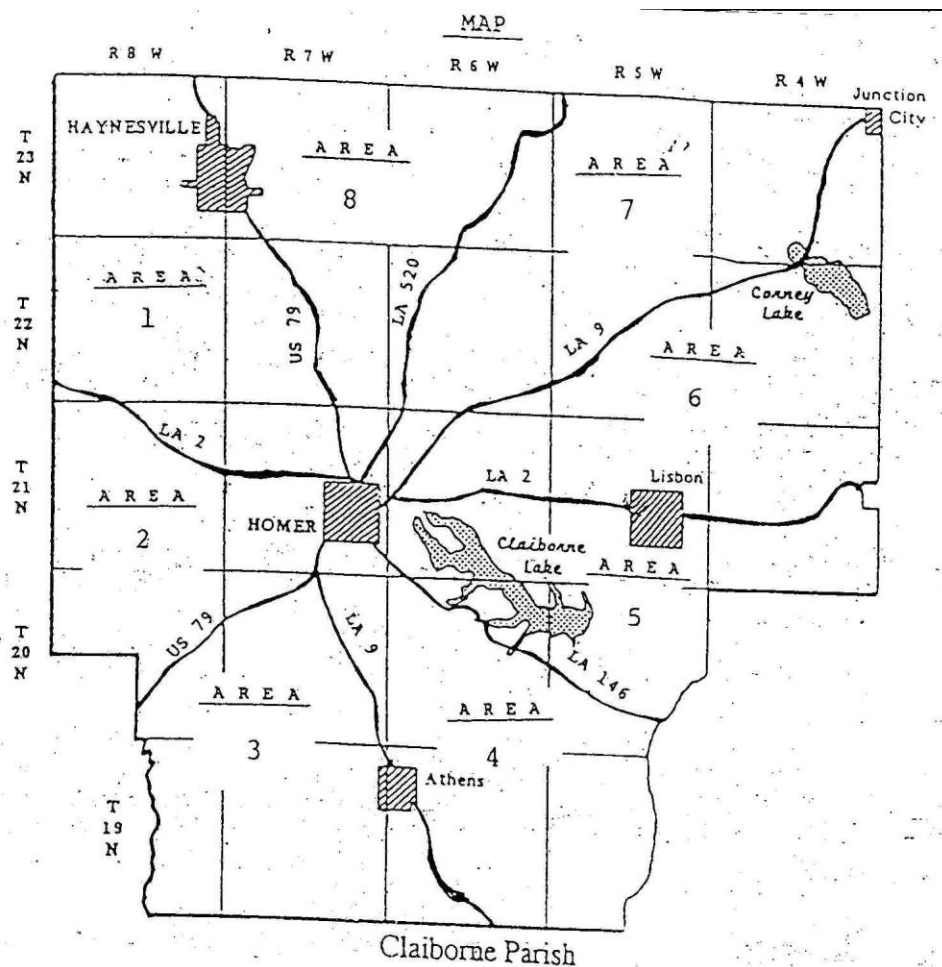 MAP
R 8 W
R 7 W
R 6 W
R 5 W
R 4 W
Junction
City
T
23
N
HAYNESVILLE
AREA
8
AREA
7
T
22
N
AREA
1
US 79
LA 520
LA 9
Corney
Lake
AREA
6
LA 2
T
21
N
AREA
2
HOMER
LA 2
Lisbon
Claiborne
Lake
AREA
5
T
20
N
US 79
LA 9
LA 146
AREA
3
AREA
4
Athens
T
19
N
Claiborne Parish